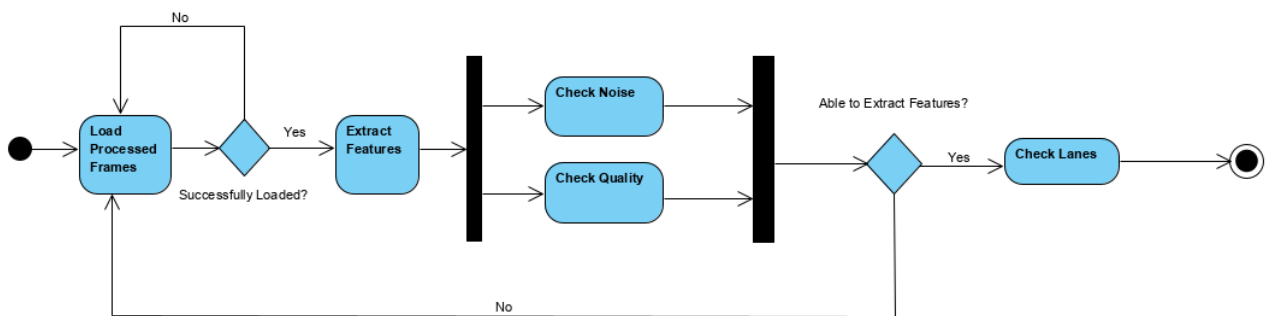 No
Load
Processed
Frames
Yes
Successfully Loaded?
Extract
Features
Check Noise
Check Quality
Able to Extract Features?
Yes
Check Lanes
No